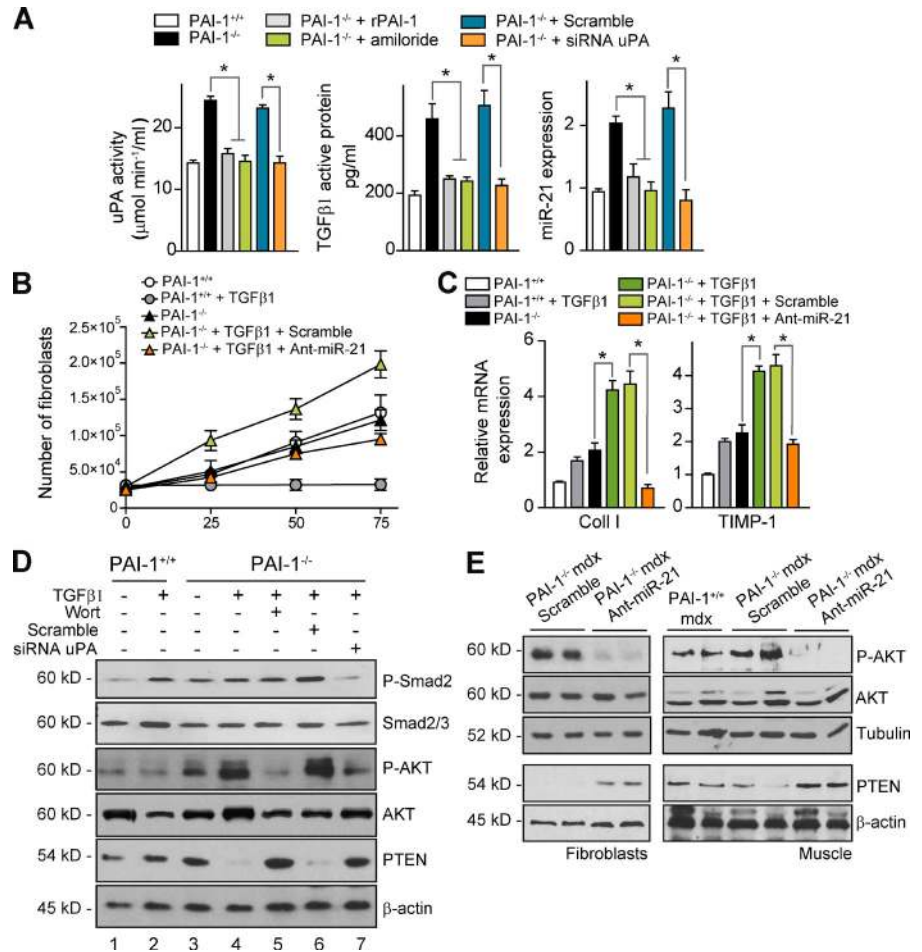 A
PAI-1+/+ PAI-1-/- + rPAI-1 PAI-1-/- + Scramble
PAI-1-/- PAI-1-/- + amiloride PAI-1-/- + siRNA uPA
uPA activity
(μmol min⁻¹/ml)
20
10
0
* *
TGFβ1 active protein
pg/ml
400
200
0
* *
miR-21 expression
2
1
0
* *
B
PAI-1+/+
PAI-1+/+ + TGFβ1
PAI-1-/-
PAI-1-/- + TGFβ1 + Scramble
PAI-1-/- + TGFβ1 + Ant-miR-21
Number of fibroblasts
2.5×10⁵
2.0×10⁵
1.5×10⁵
1.0×10⁵
5.0×10⁴
0
0 25 50 75
C
PAI-1+/+ PAI-1-/- + TGFβ1
PAI-1+/+ + TGFβ1 PAI-1-/- + TGFβ1 + Scramble
PAI-1-/- PAI-1-/- + TGFβ1 + Ant-miR-21
Relative mRNA
expression
6
4
2
0
* *
Coll I
4
2
0
* *
TIMP-1
D
PAI-1+/+ PAI-1-/-
TGFβ1 - + - + + + +
Wort - - - - + - -
Scramble - - - - - + -
siRNA uPA - - - - - - +
60 kD - P-Smad2
60 kD - Smad2/3
60 kD - P-AKT
60 kD - AKT
54 kD - PTEN
45 kD - β-actin
1 2 3 4 5 6 7
E
PAI-1-/- mdx
Scramble
PAI-1-/- mdx
Ant-miR-21
PAI-1+/+
mdx
PAI-1-/- mdx
Scramble
PAI-1-/- mdx
Ant-miR-21
60 kD - P-AKT
60 kD - AKT
52 kD - Tubulin
54 kD - PTEN
45 kD - β-actin
Fibroblasts Muscle